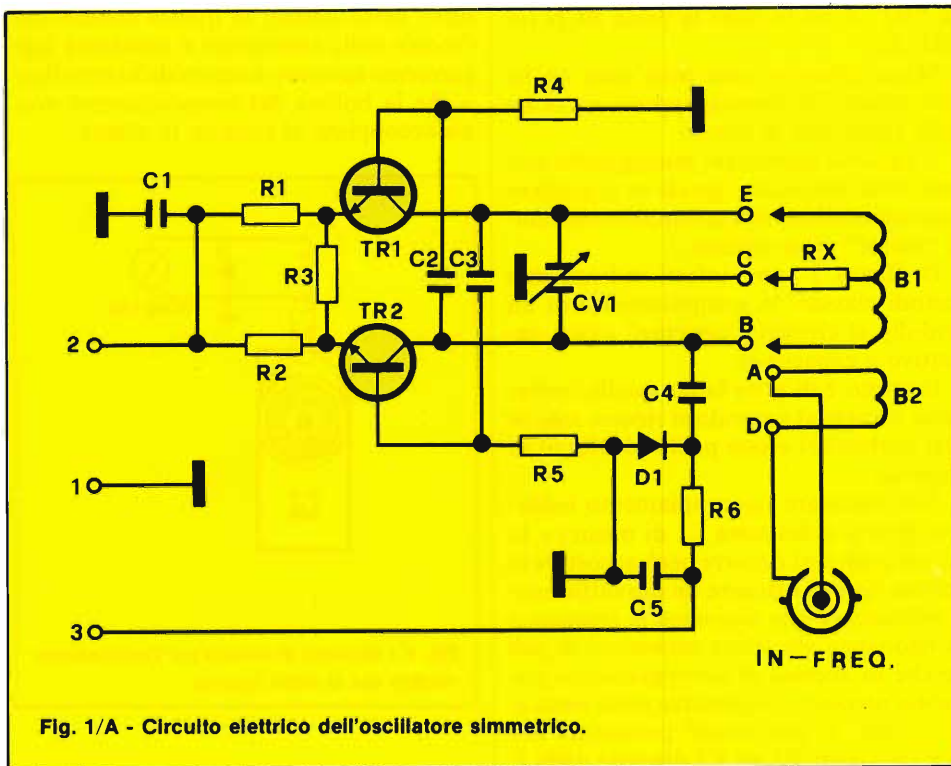 R4
C1
R1
TR1
E
R3
C2
C3
C
RX
B1
CV1
TR2
2
B
R2
A
C4
B2
D
R5
D1
1
R6
C5
3
IN-FREQ.
Fig. 1/A - Circuito elettrico dell'oscillatore simmetrico.